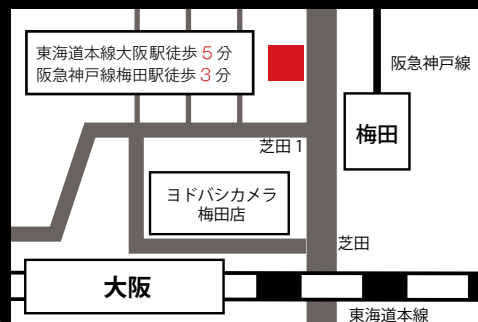 東海道本線大阪駅徒歩 5 分
阪急神戸線梅田駅徒歩 3 分
阪急神戸線
梅田
芝田 1
ヨドバシカメラ
梅田店
芝田
大阪
東海道本線